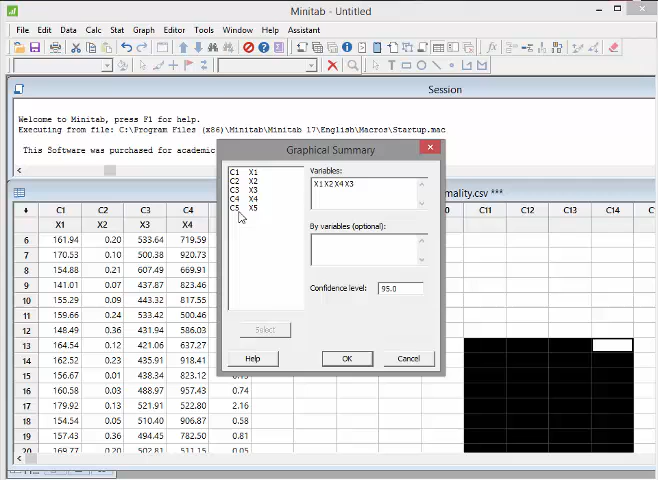 Minitab - Untitled
File Edit Data Calc Stat Graph Editor Tools Window Help Assistant
Session
Welcome to Minitab, press F1 for help.
Executing from file: C:\Program Files (x86)\Minitab\Minitab 17\English\Macros\Startup.mac
This Software was purchased for academic
Graphical Summary
C1 X1
C2 X2
C3 X3
C4 X4
C5 X5
Variables:
X1 X2 X4 X3
By variables (optional):
Confidence level: 95.0
Select
Help OK Cancel
mality.csv ***
C1 C2 C3 C4 C11 C12 C13 C14
X1 X2 X3 X4
6 161.94 0.20 533.64 719.59
7 170.53 0.10 500.38 920.73
8 154.88 0.21 607.49 669.91
9 141.01 0.07 437.87 823.46
10 155.29 0.09 443.32 817.55
11 159.66 0.24 533.42 500.46
12 148.49 0.36 431.94 586.03
13 164.54 0.12 421.06 637.27
14 162.52 0.23 435.91 918.41
15 156.67 0.01 438.34 823.12
16 160.58 0.03 488.97 957.43 0.74
17 179.92 0.13 521.91 522.80 2.16
18 154.54 0.05 510.40 906.87 0.58
19 157.43 0.36 494.45 782.50 0.81
20 169.77 0.20 502.81 511.15 0.05